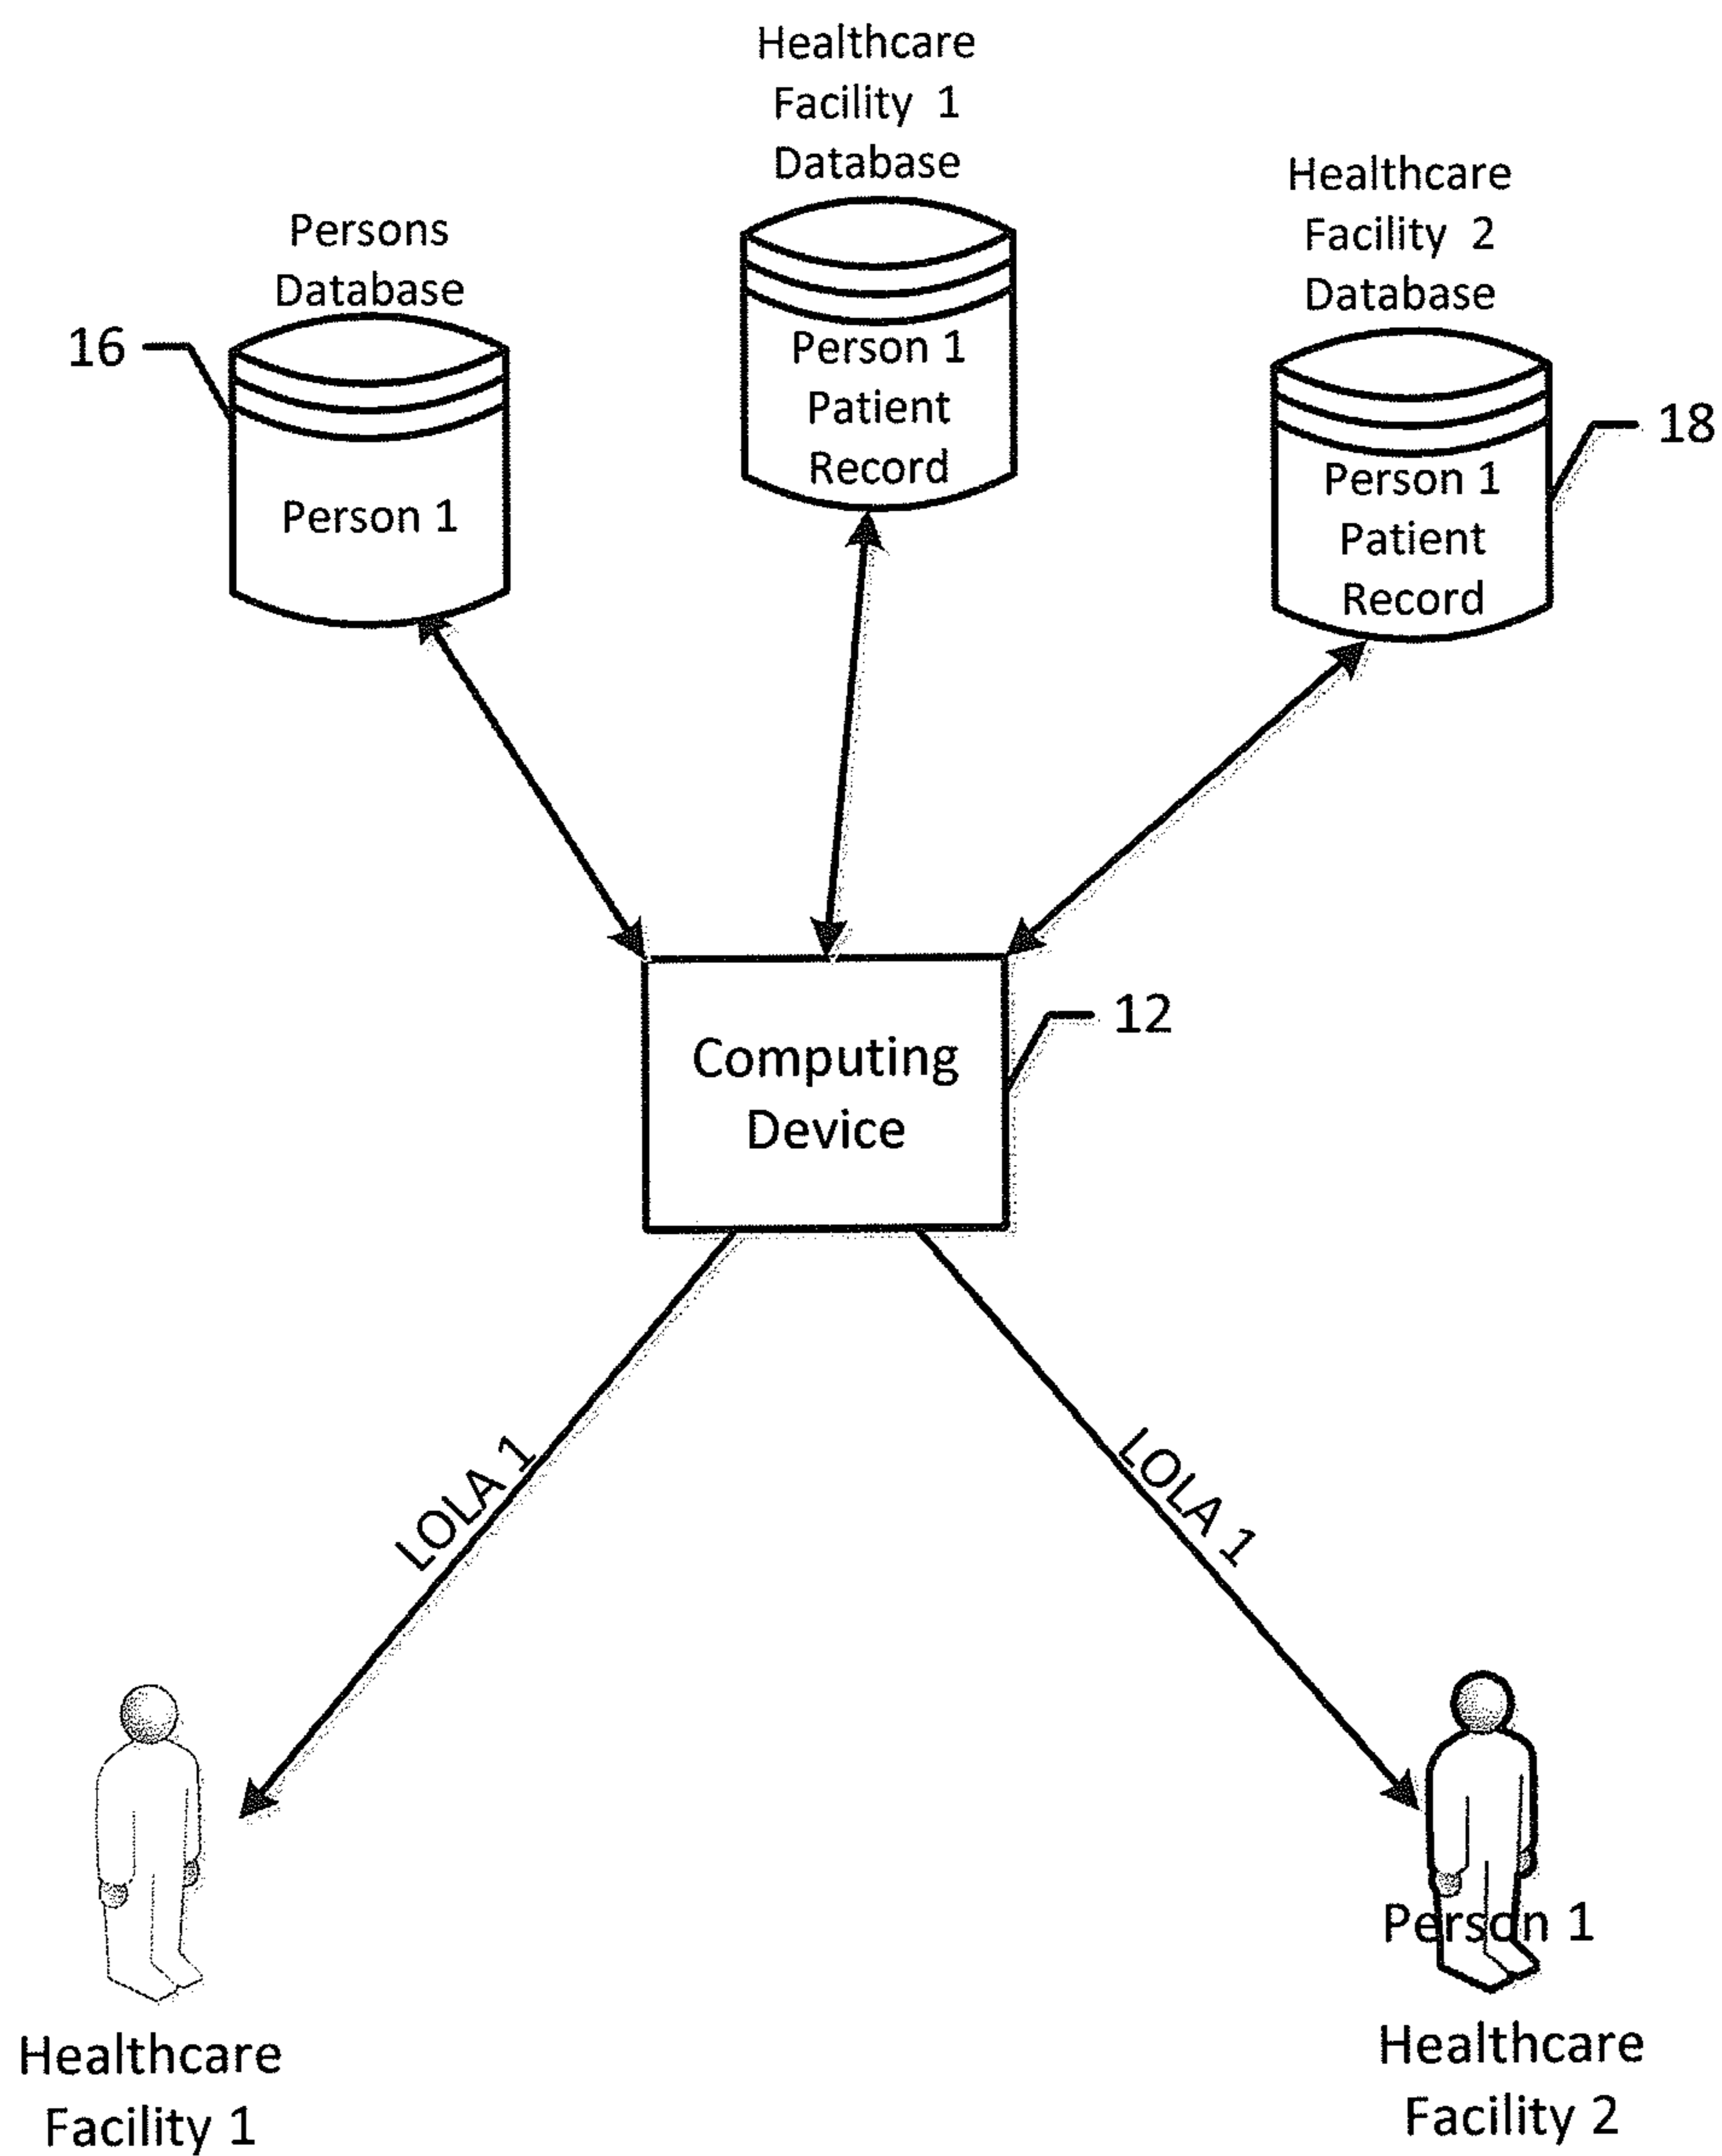 Healthcare
Facility 1
Database
Healthcare
Facility 2
Database
Persons
Database
16
Person 1
Person 1
Patient
Record
18
Person 1
Patient
Record
12
Computing
Device
LOLA 1
LOLA 1
Person 1
Healthcare
Facility 1
Healthcare
Facility 2